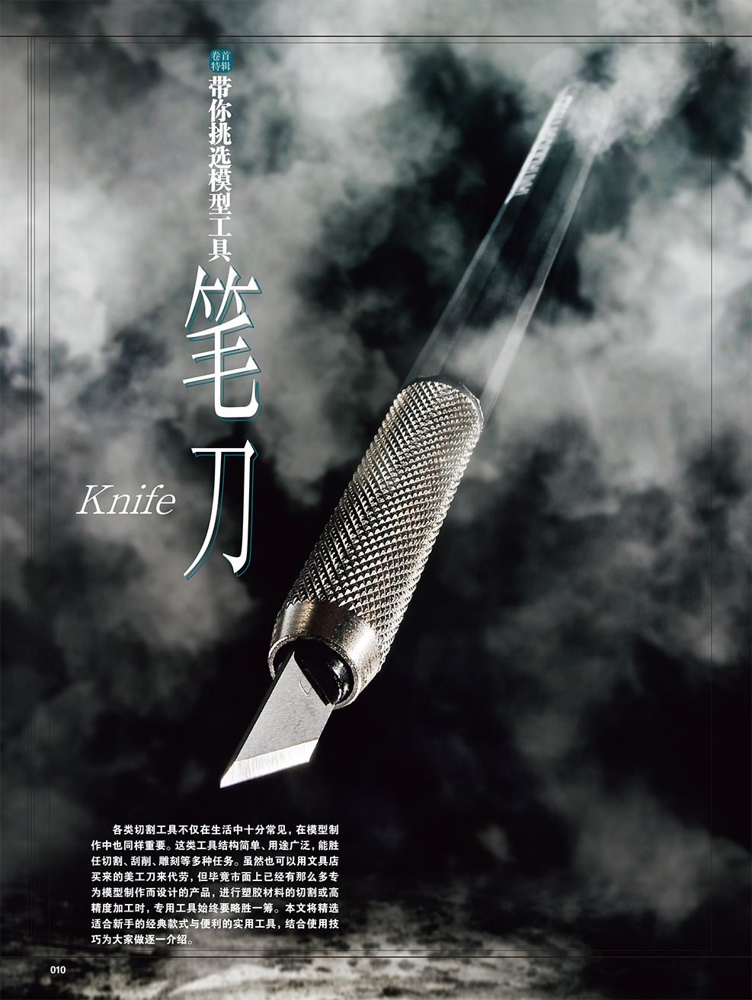 卷首
特辑
带你挑选模型工具
笔刀
Knife
各类切割工具不仅在生活中十分常见，在模型制
作中也同样重要。这类工具结构简单、用途广泛，能胜
任切割、刮削、雕刻等多种任务。虽然也可以用文具店
买来的美工刀来代劳，但毕竟市面上已经有那么多专
为模型制作而设计的产品，进行塑胶材料的切割或高
精度加工时，专用工具始终要略胜一筹。本文将精选
适合新手的经典款式与便利的实用工具，结合使用技
巧为大家做逐一介绍。
010